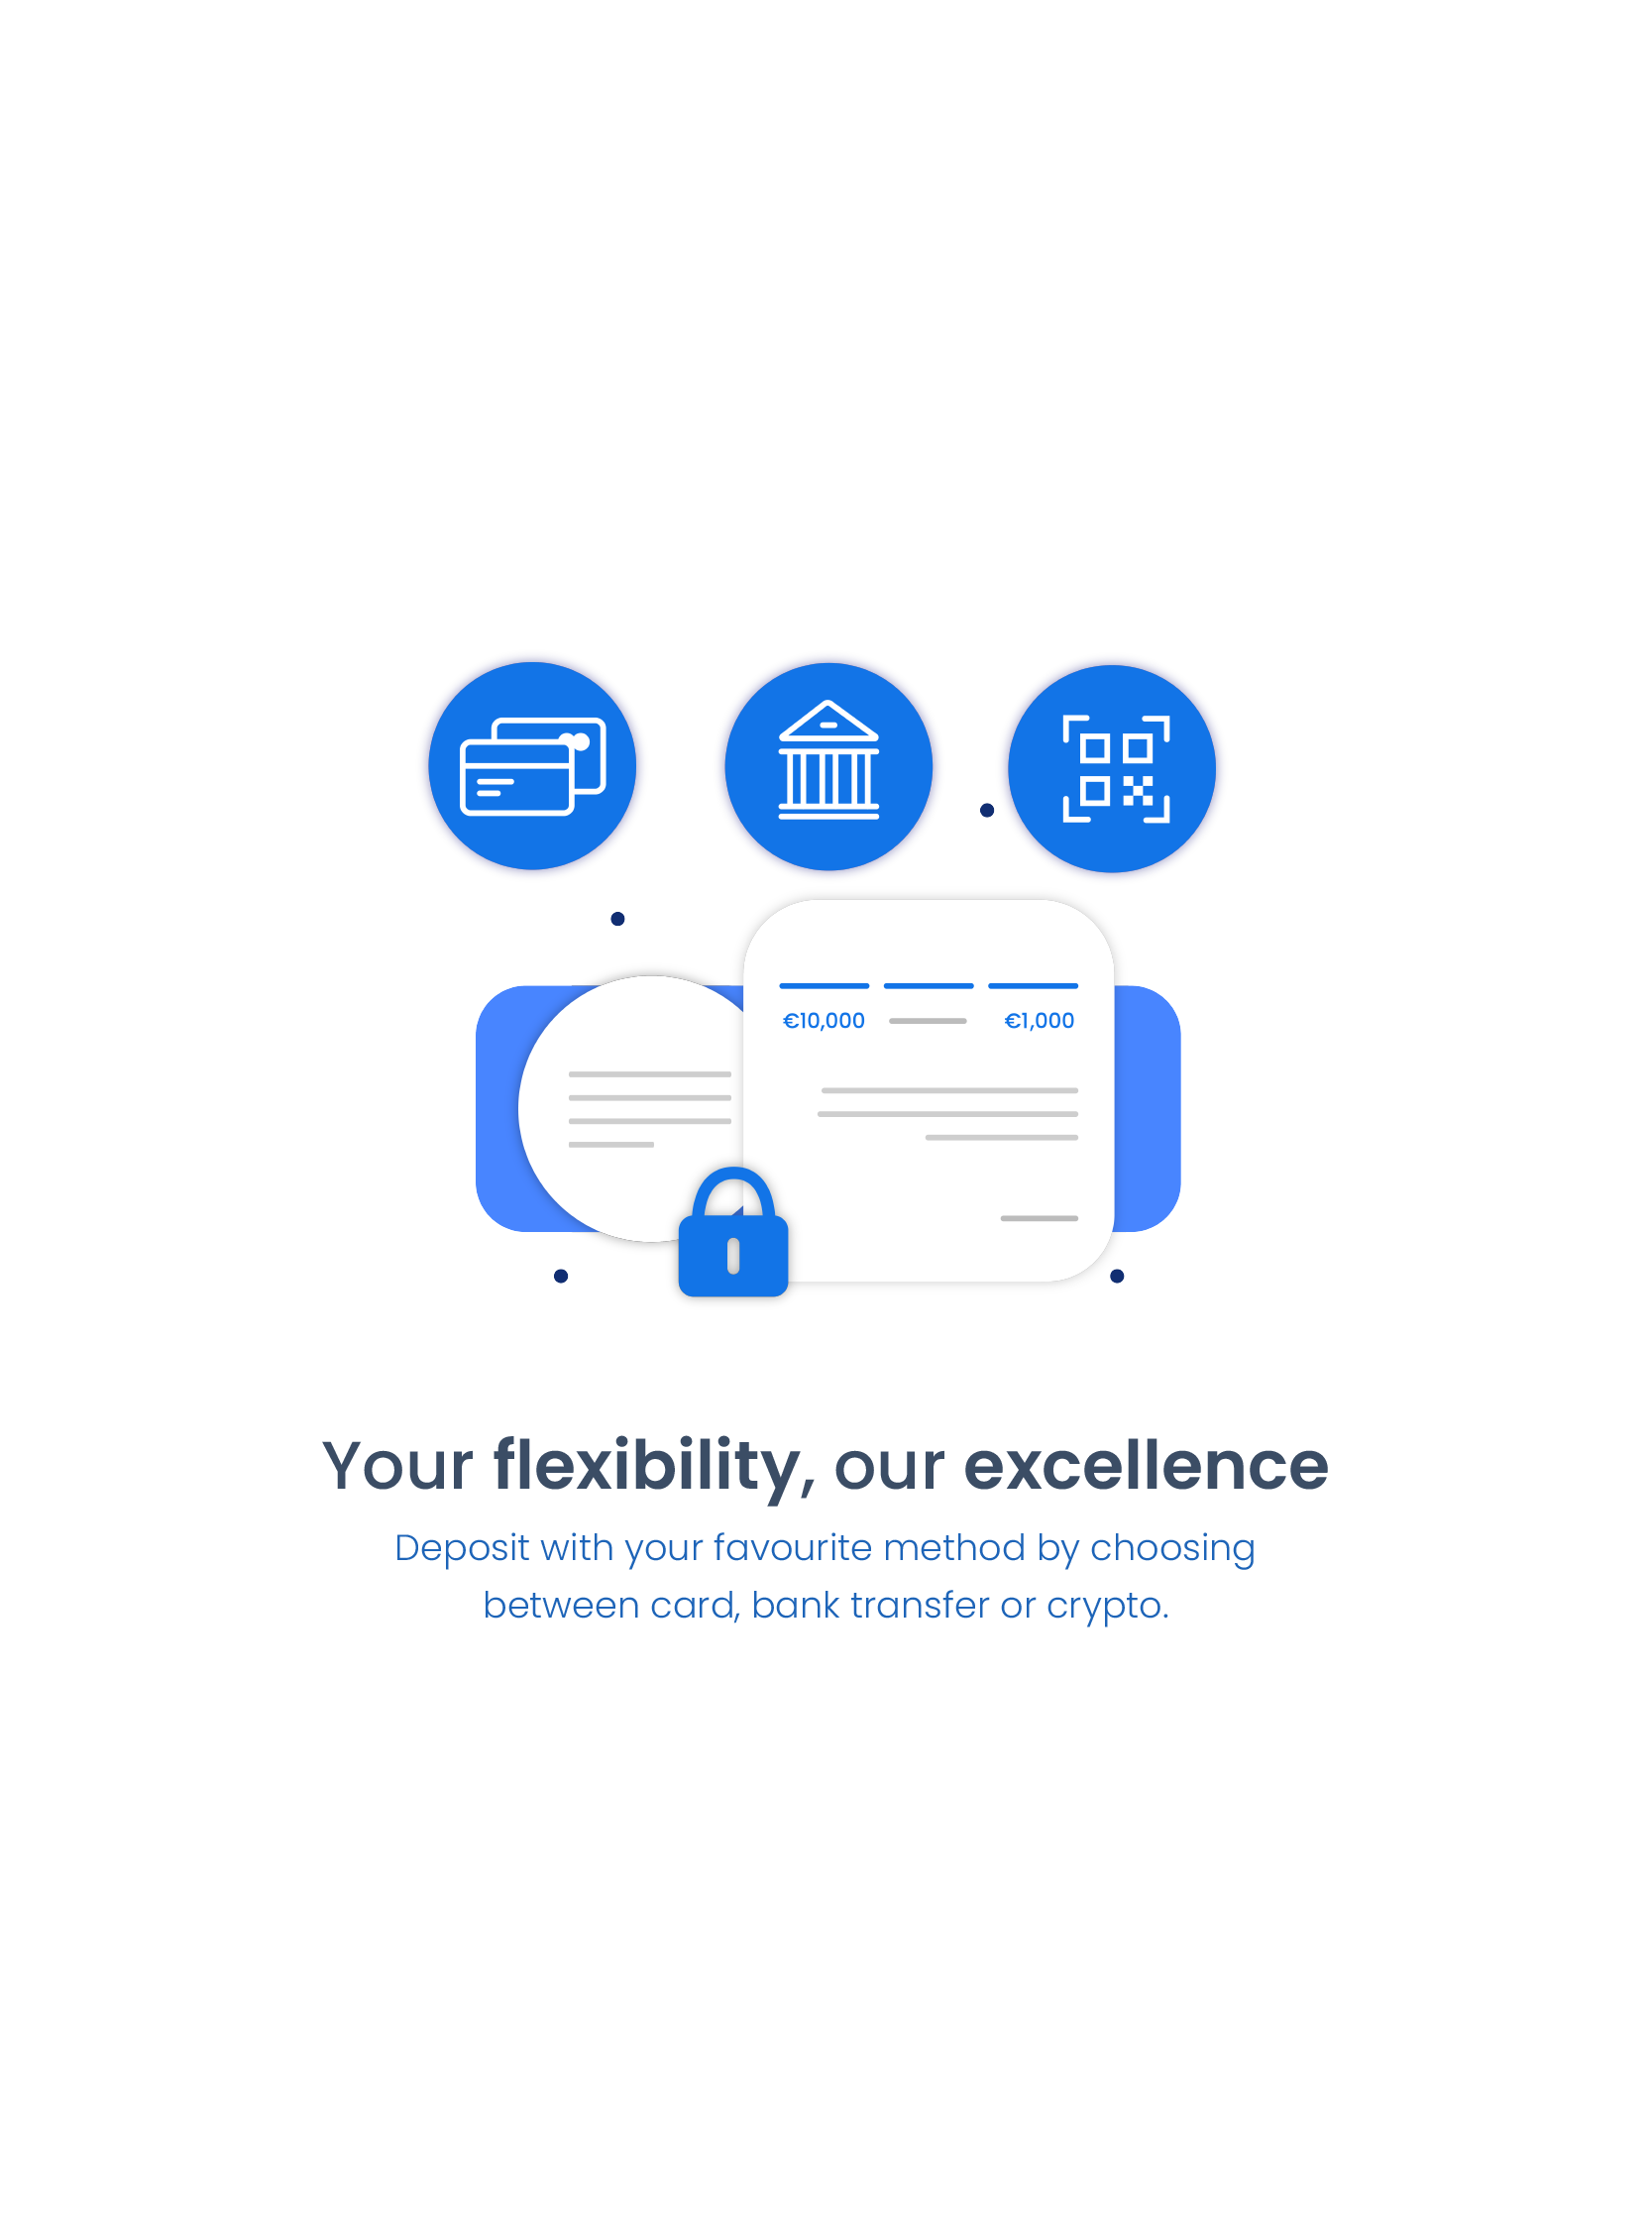 €10,000 €1,000
Your flexibility, our excellence
Deposit with your favourite method by choosing
between card, bank transfer or crypto.